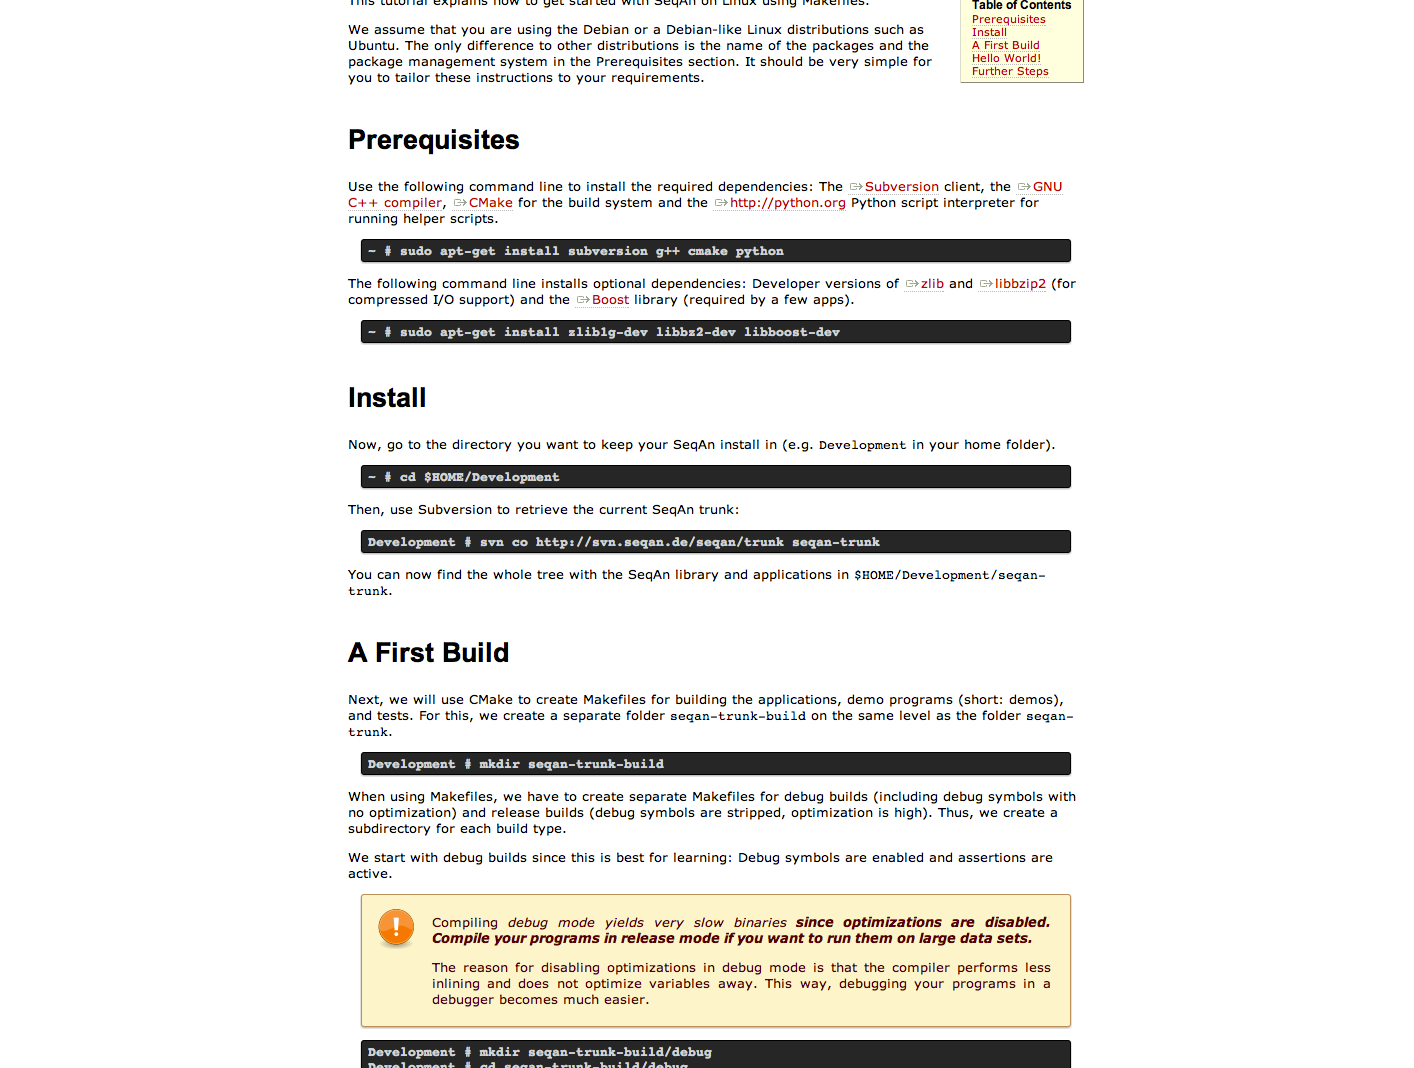 This tutorial explains how to get started with SeqAn on Linux using Makefiles.
We assume that you are using the Debian or a Debian-like Linux distributions such as
Ubuntu. The only difference to other distributions is the name of the packages and the
package management system in the Prerequisites section. It should be very simple for
you to tailor these instructions to your requirements.
Table of Contents
Prerequisites
Install
A First Build
Hello World!
Further Steps
Prerequisites
Use the following command line to install the required dependencies: The Subversion client, the GNU
C++ compiler, CMake for the build system and the http://python.org Python script interpreter for
running helper scripts.
~ # sudo apt-get install subversion g++ cmake python
The following command line installs optional dependencies: Developer versions of zlib and libbzip2 (for
compressed I/O support) and the Boost library (required by a few apps).
~ # sudo apt-get install zlib1g-dev libbz2-dev libboost-dev
Install
Now, go to the directory you want to keep your SeqAn install in (e.g. Development in your home folder).
~ # cd $HOME/Development
Then, use Subversion to retrieve the current SeqAn trunk:
Development # svn co http://svn.seqan.de/seqan/trunk seqan-trunk
You can now find the whole tree with the SeqAn library and applications in $HOME/Development/seqan-
trunk.
A First Build
Next, we will use CMake to create Makefiles for building the applications, demo programs (short: demos),
and tests. For this, we create a separate folder seqan-trunk-build on the same level as the folder seqan-
trunk.
Development # mkdir seqan-trunk-build
When using Makefiles, we have to create separate Makefiles for debug builds (including debug symbols with
no optimization) and release builds (debug symbols are stripped, optimization is high). Thus, we create a
subdirectory for each build type.
We start with debug builds since this is best for learning: Debug symbols are enabled and assertions are
active.
Compiling debug mode yields very slow binaries since optimizations are disabled.
Compile your programs in release mode if you want to run them on large data sets.
The reason for disabling optimizations in debug mode is that the compiler performs less
inlining and does not optimize variables away. This way, debugging your programs in a
debugger becomes much easier.
Development # mkdir seqan-trunk-build/debug
Development # cd seqan-trunk-build/debug